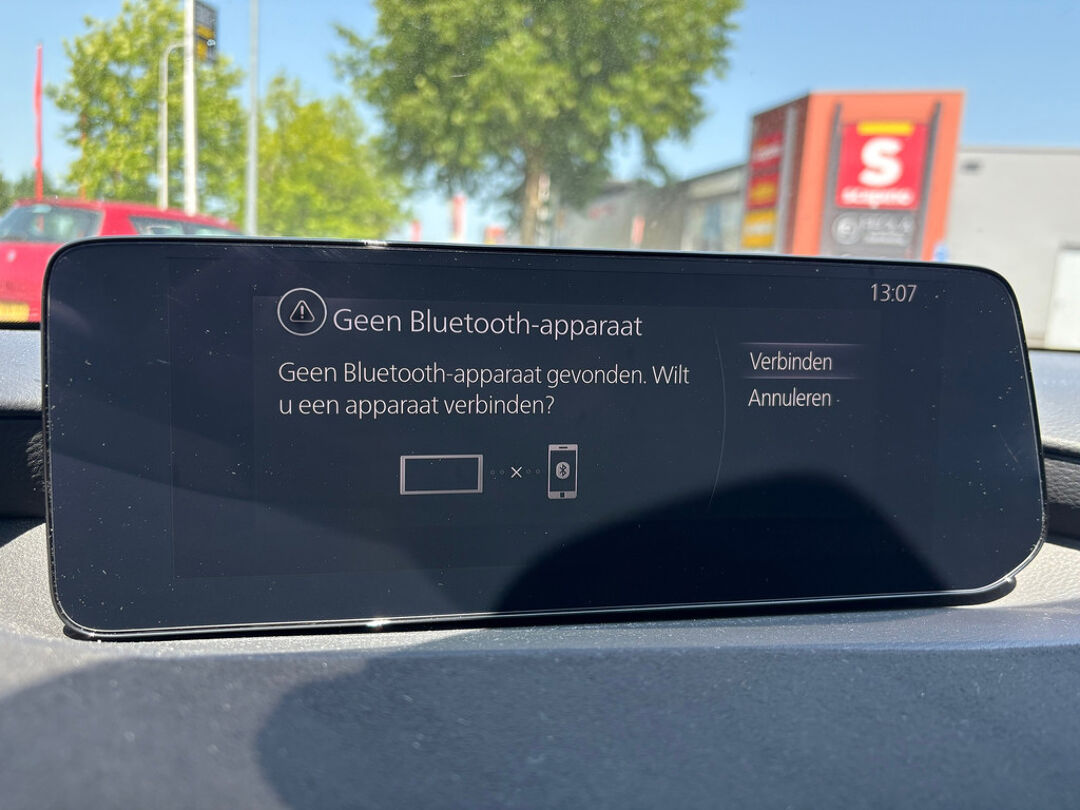 13:07
Geen Bluetooth-apparaat
Geen Bluetooth-apparaat gevonden. Wilt
u een apparaat verbinden?
Verbinden
Annuleren
S